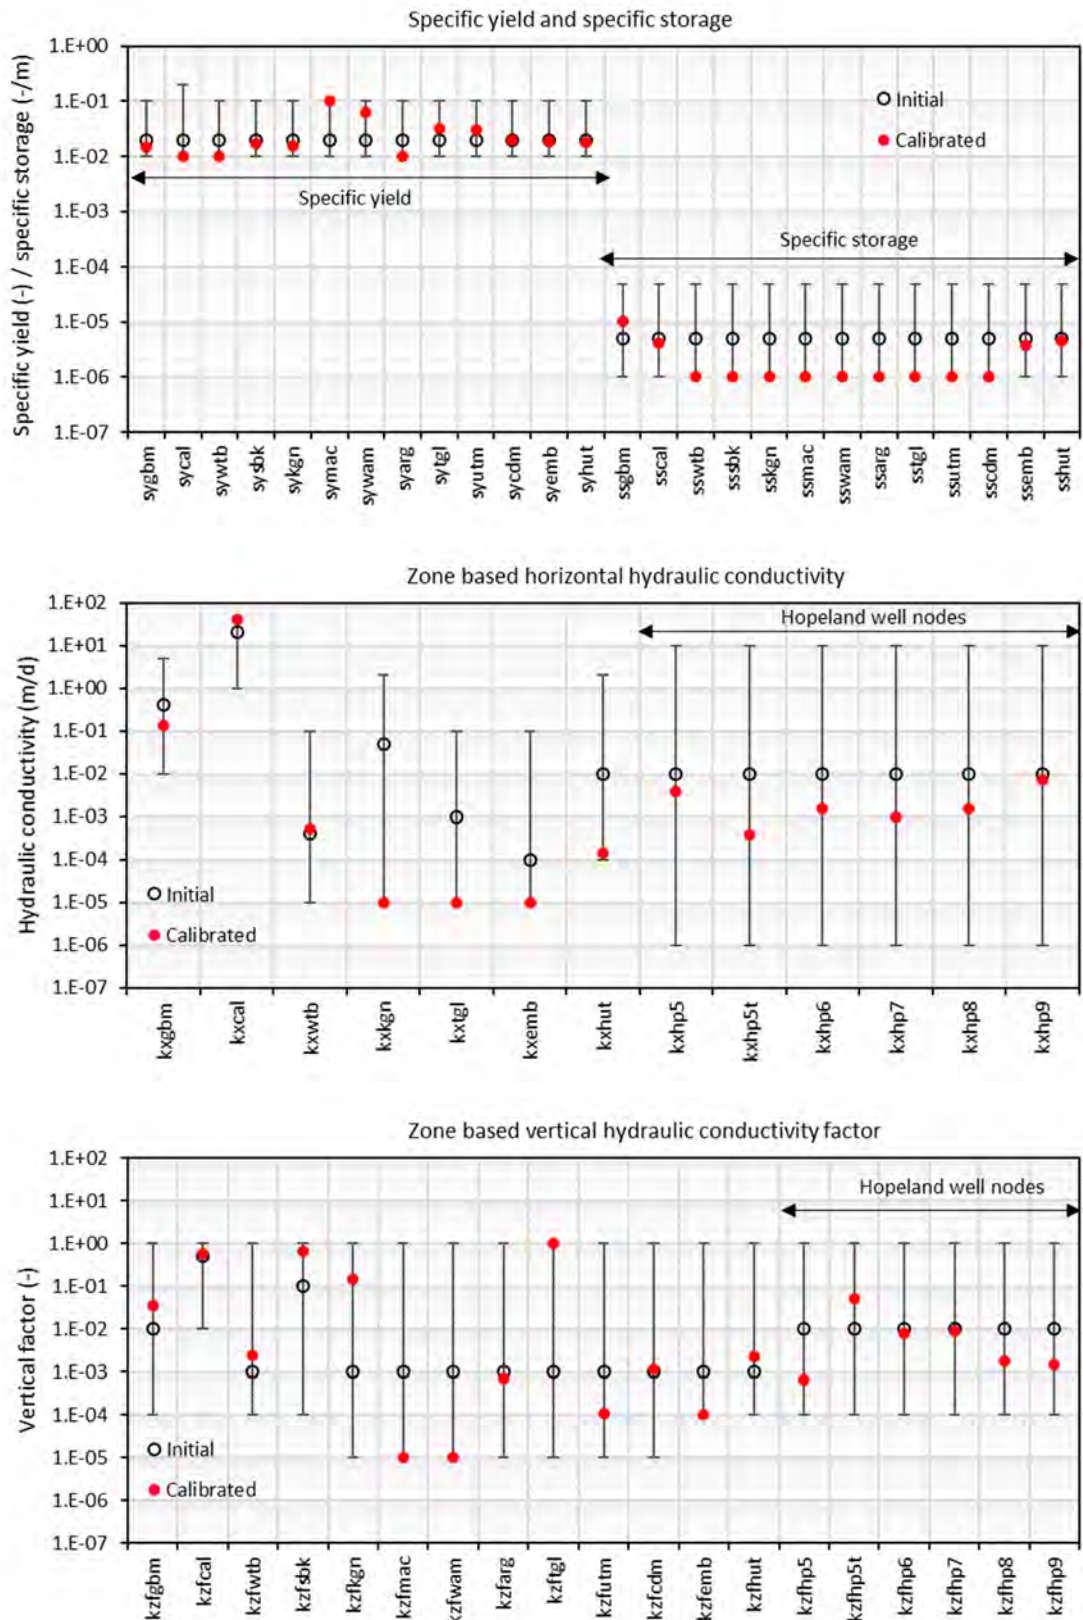 Specific yield and specific storage
Specific yield (-) / specific storage (-/m)
1.E+00
1.E-01
1.E-02
1.E-03
1.E-04
1.E-05
1.E-06
1.E-07
Initial
Calibrated
Specific yield
Specific storage
sygbm
sycal
sywtb
sysbk
sykgn
symac
sywam
syarg
sytgl
syutm
sycdm
syemb
syhut
ssgbm
sscal
sswtb
sssbk
sskgn
ssmac
sswam
ssarg
sstgl
ssutm
sscdm
ssemb
sshut
Zone based horizontal hydraulic conductivity
Hydraulic conductivity (m/d)
1.E+02
1.E+01
1.E+00
1.E-01
1.E-02
1.E-03
1.E-04
1.E-05
1.E-06
1.E-07
Hopeland well nodes
Initial
Calibrated
kxgbm
kxcal
kxwtb
kxkgn
kxtgl
kxemb
kxhut
kxhp5
kxhp5t
kxhp6
kxhp7
kxhp8
kxhp9
Zone based vertical hydraulic conductivity factor
Vertical factor (-)
1.E+02
1.E+01
1.E+00
1.E-01
1.E-02
1.E-03
1.E-04
1.E-05
1.E-06
1.E-07
Hopeland well nodes
Initial
Calibrated
kzfgbm
kzfcal
kzfwtb
kzfsbk
kzfkgn
kzfmac
kzfwam
kzfarg
kzftgl
kzfutm
kzfcdm
kzfemb
kzfhut
kzfhp5
kzfhp5t
kzfhp6
kzfhp7
kzfhp8
kzfhp9